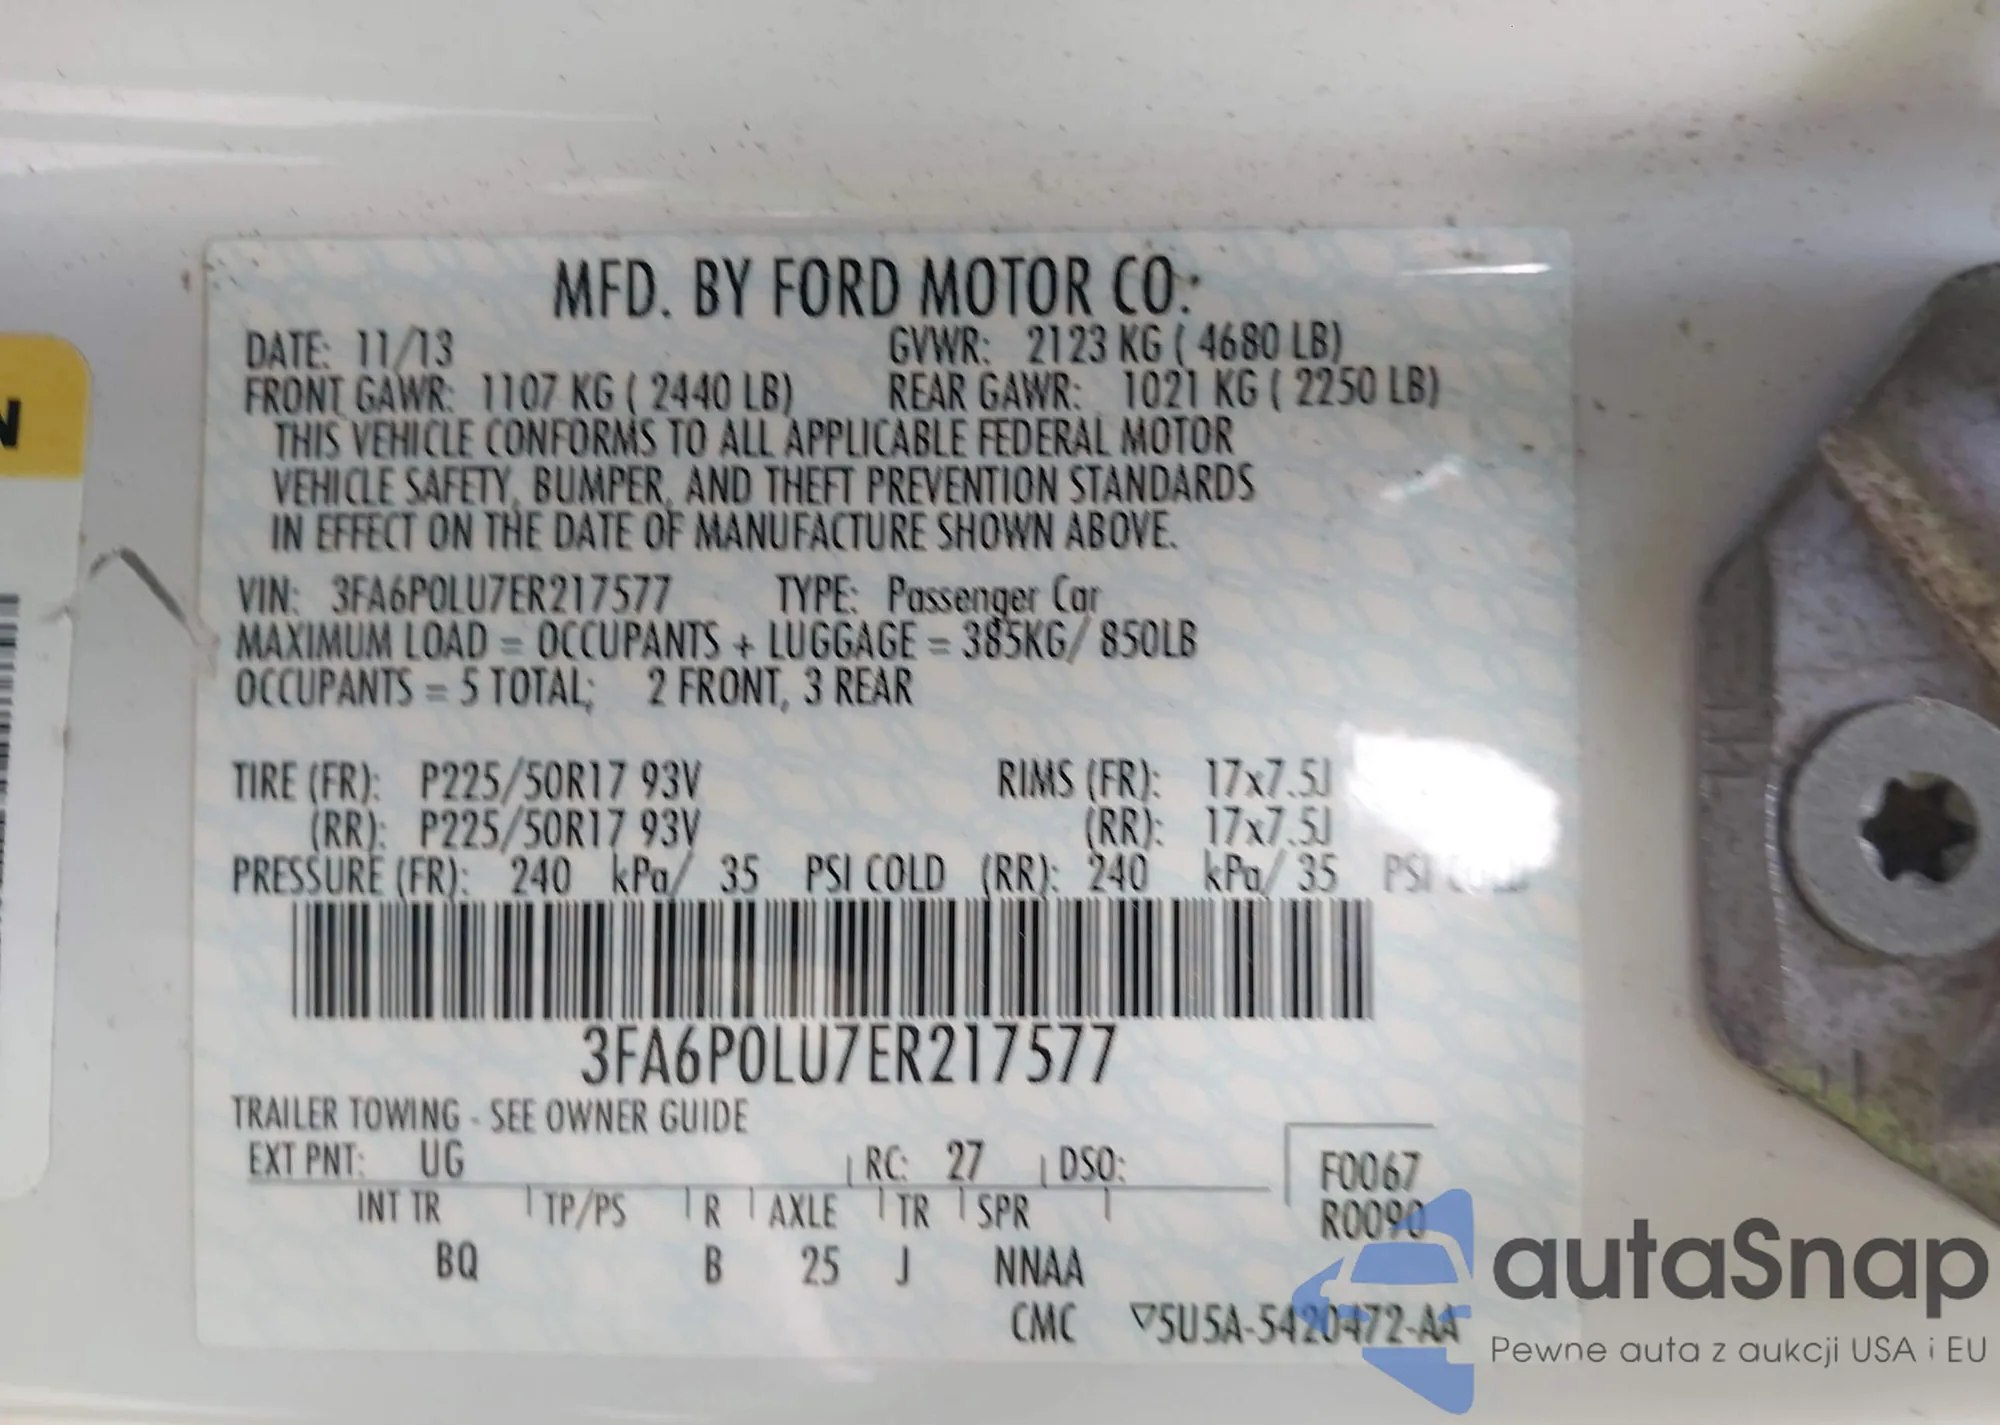 MFD. BY FORD MOTOR CO.
DATE: 11/13 GVWR: 2123 KG ( 4680 LB)
FRONT GAWR: 1107 KG ( 2440 LB) REAR GAWR: 1021 KG ( 2250 LB)
THIS VEHICLE CONFORMS TO ALL APPLICABLE FEDERAL MOTOR
VEHICLE SAFETY, BUMPER, AND THEFT PREVENTION STANDARDS
IN EFFECT ON THE DATE OF MANUFACTURE SHOWN ABOVE.
VIN: 3FA6P0LU7ER217577 TYPE: Passenger Car
MAXIMUM LOAD = OCCUPANTS + LUGGAGE = 385KG/ 850LB
OCCUPANTS = 5 TOTAL; 2 FRONT, 3 REAR
TIRE (FR): P225/50R17 93V RIMS (FR): 17x7.5J
(RR): P225/50R17 93V (RR): 17x7.5J
PRESSURE (FR): 240 kPa/ 35 PSI COLD (RR): 240 kPa/ 35 PSI COLD
3FA6P0LU7ER217577
TRAILER TOWING - SEE OWNER GUIDE
EXT PNT: UG RC: 27 DSO:
F0067
R0090
INT TR TP/PS R AXLE TR SPR
BQ B 25 J NNAA
CMC ▽5U5A-5420472-AA
N
autaSnap
Pewne auta z aukcji USA i EU